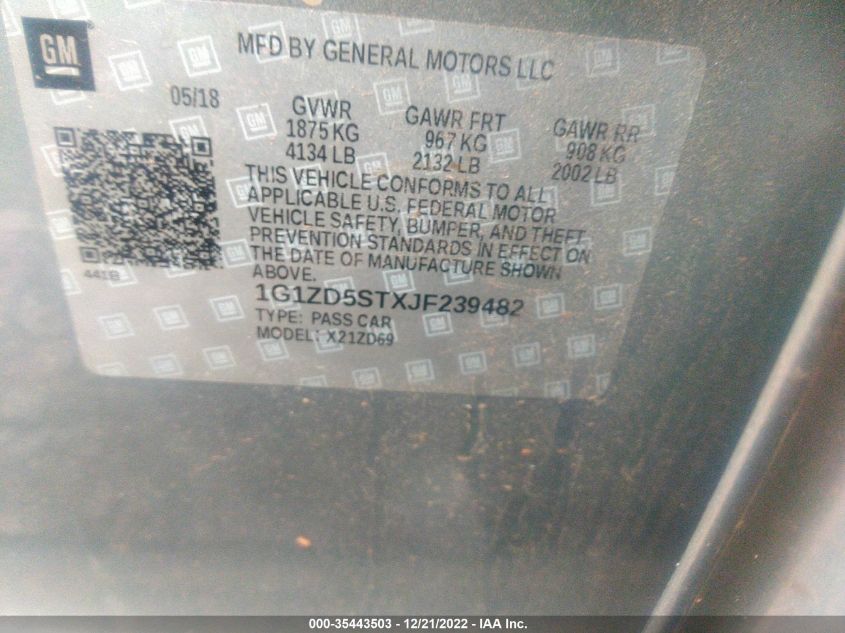 GM
MFD BY GENERAL MOTORS LLC
05/18
GVWR
1875 KG
4134 LB
GAWR FRT
967 KG
2132 LB
GAWR RR
908 KG
2002 LB
THIS VEHICLE CONFORMS TO ALL
APPLICABLE U.S. FEDERAL MOTOR
VEHICLE SAFETY, BUMPER, AND THEFT
PREVENTION STANDARDS IN EFFECT ON
THE DATE OF MANUFACTURE SHOWN
ABOVE.
441B
1G1ZD5STXJF239482
TYPE: PASS CAR
MODEL: X21ZD69
000-35443503 - 12/21/2022 - IAA Inc.